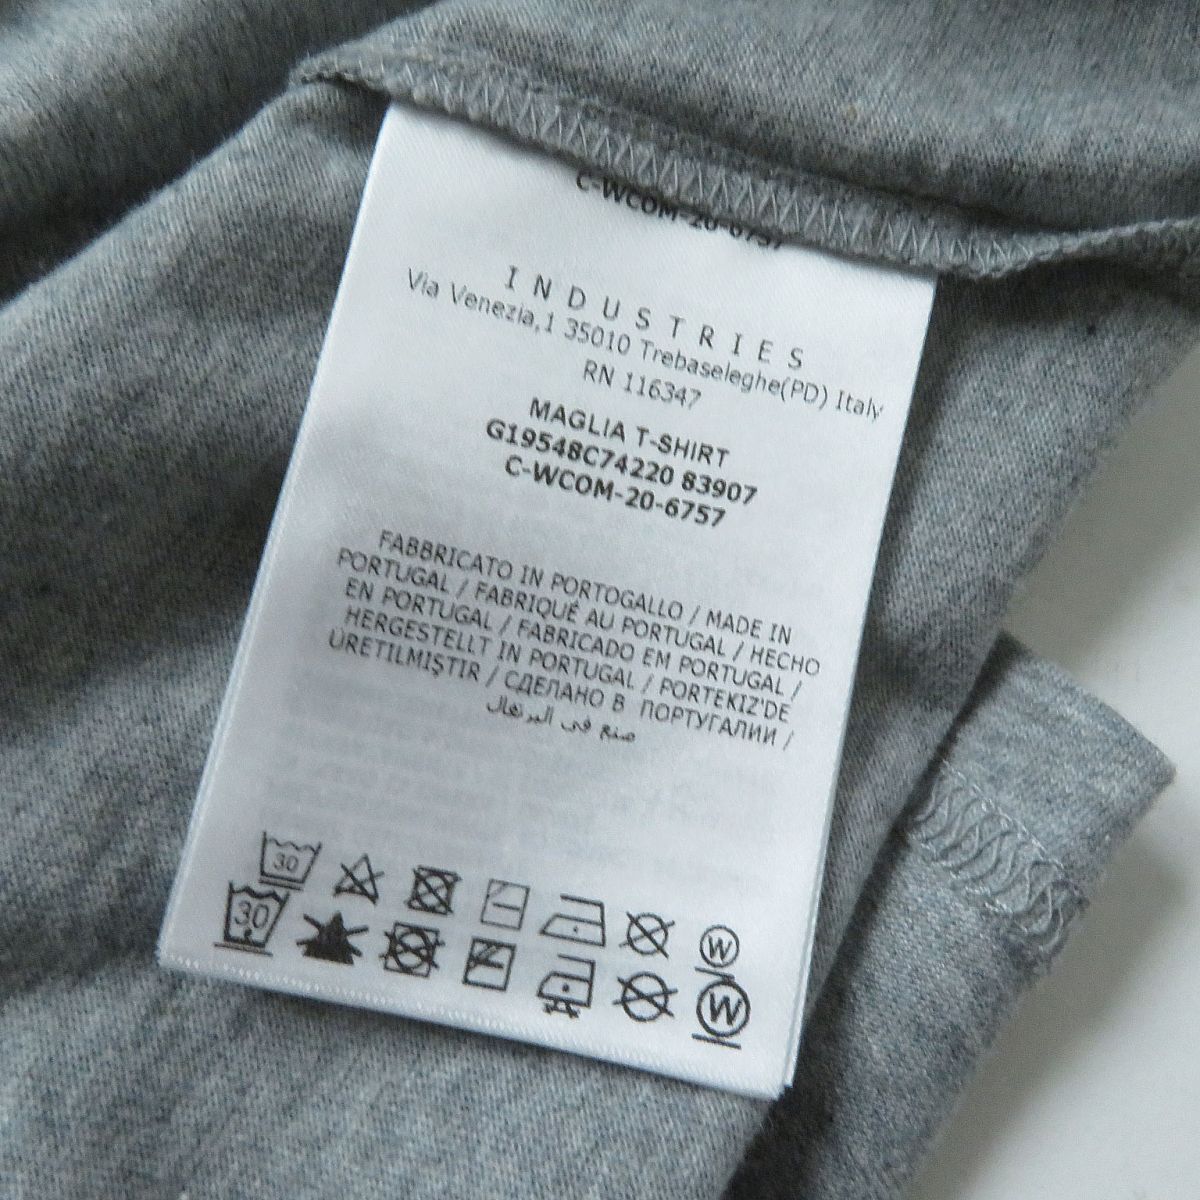 C-WCOM-20-6757
INDUSTRIES
Via Venezia,1 35010 Trebaseleghe(PD) Italy
RN 116347
MAGLIA T-SHIRT
G19548C74220 83907
C-WCOM-20-6757
FABBRICATO IN PORTOGALLO / MADE IN
PORTUGAL / FABRIQUÉ AU PORTUGAL / HECHO
EN PORTUGAL / FABRICADO EM PORTUGAL /
HERGESTELLT IN PORTUGAL / PORTEKIZ'DE
ÜRETILMIŞTIR / СДЕЛАНО В ПОРТУГАЛИИ /
صنع في البرتغال
30
W
30
W